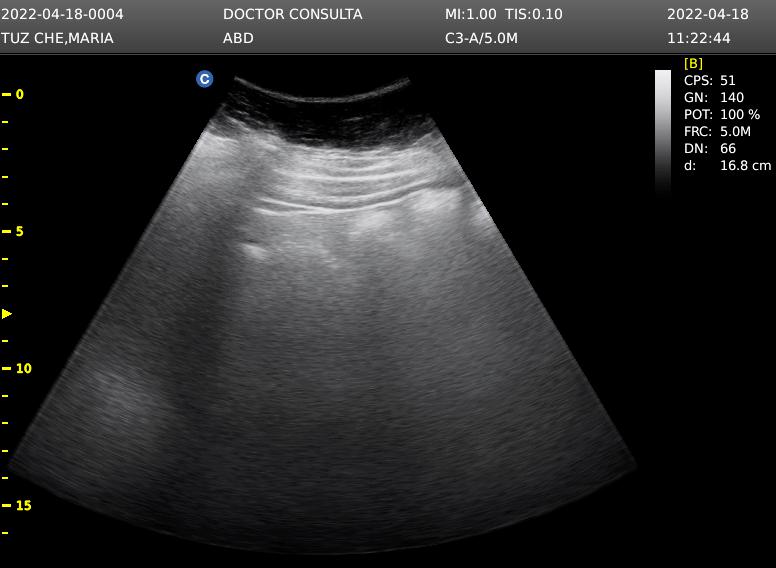 2022-04-18-0004 DOCTOR CONSULTA MI:1.00 TIS:0.10 2022-04-18
TUZ CHE,MARIA ABD C3-A/5.0M 11:22:44
C
[B]
CPS: 51
GN: 140
POT: 100 %
FRC: 5.0M
DN: 66
d: 16.8 cm
0
5
10
15